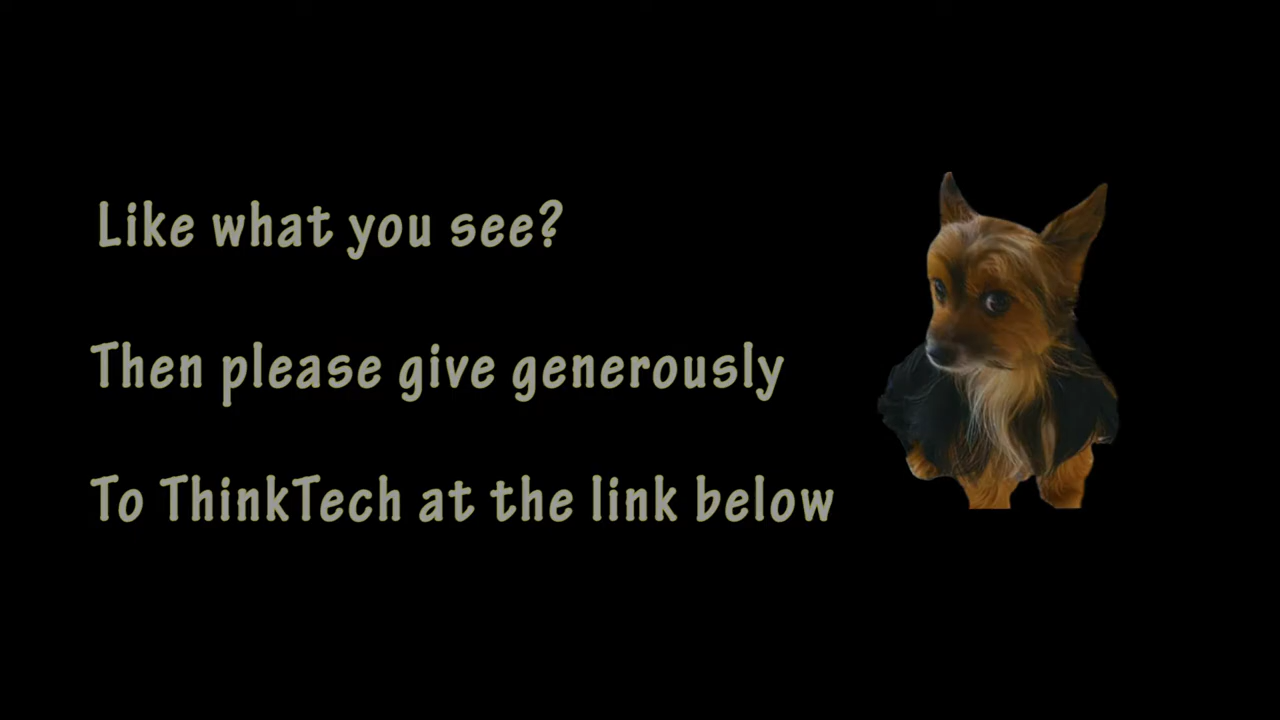 Like what you see?
Then please give generously
To ThinkTech at the link below